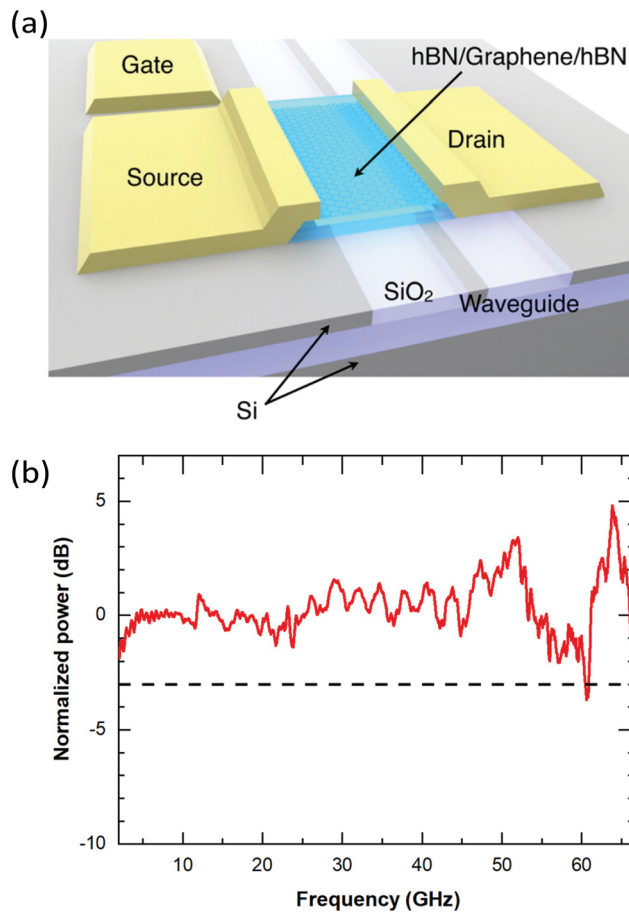 (a)
hBN/Graphene/hBN
Gate
Drain
Source
SiO₂
Waveguide
Si
(b)
5
0
-5
-10
Normalized power (dB)
10 20 30 40 50 60
Frequency (GHz)